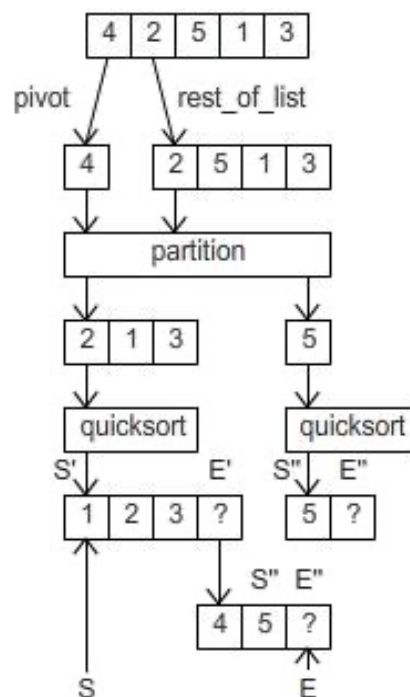 4 2 5 1 3
pivot rest_of_list
4 2 5 1 3
partition
2 1 3 5
quicksort quicksort
S' E' S" E"
1 2 3 ? 5 ?
S" E"
4 5 ?
S E